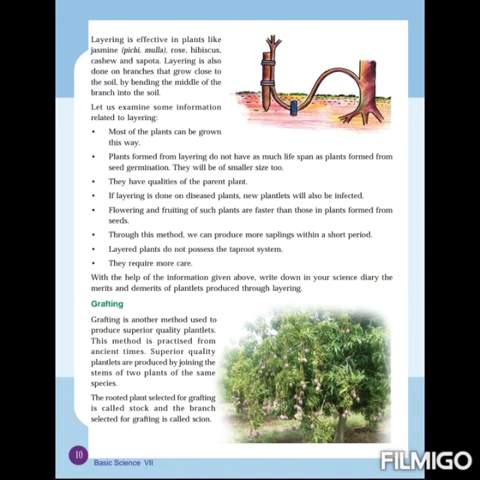 Layering is effective in plants like
jasmine (pichi, mulla), rose, hibiscus,
cashew and sapota. Layering is also
done on branches that grow close to
the soil, by bending the middle of the
branch into the soil.
Let us examine some information
related to layering:
• Most of the plants can be grown
this way.
• Plants formed from layering do not have as much life span as plants formed from
seed germination. They will be of smaller size too.
• They have qualities of the parent plant.
• If layering is done on diseased plants, new plantlets will also be infected.
• Flowering and fruiting of such plants are faster than those in plants formed from
seeds.
• Through this method, we can produce more saplings within a short period.
• Layered plants do not possess the taproot system.
• They require more care.
With the help of the information given above, write down in your science diary the
merits and demerits of plantlets produced through layering.
Grafting
Grafting is another method used to
produce superior quality plantlets.
This method is practised from
ancient times. Superior quality
plantlets are produced by joining the
stems of two plants of the same
species.
The rooted plant selected for grafting
is called stock and the branch
selected for grafting is called scion.
10
Basic Science VII
FILMIGO